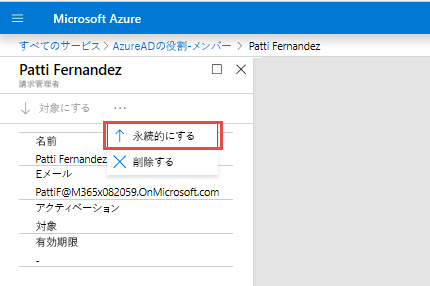 Microsoft Azure
すべてのサービス > AzureADの役割-メンバー > Patti Fernandez
Patti Fernandez
請求管理者
対象にする ...
永続的にする
削除する
名前
Patti Fernandez
Eメール
PattiF@M365x082059.OnMicrosoft.com
アクティベーション
対象
有効期限
-